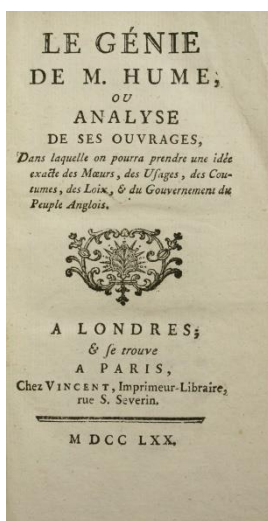 LE GÉNIE
DE M. HUME,
OU
ANALYSE
DE SES OUVRAGES,
Dans laquelle on pourra prendre une idée
exacte des Mœurs, des Usages, des Cou-
tumes, des Loix, & du Gouvernement du
Peuple Anglois.
A LONDRES;
& se trouve
A PARIS,
Chez VINCENT, Imprimeur-Libraire,
rue S. Severin.
M DCC LXX.